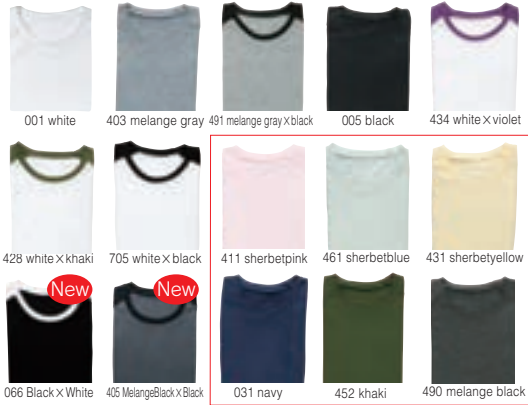 001 white
403 melange gray
491 melange gray×black
005 black
434 white×violet
428 white×khaki
705 white×black
411 sherbetpink
461 sherbetblue
431 sherbetyellow
New
New
066 Black×White
405 MelangeBlack×Black
031 navy
452 khaki
490 melange black